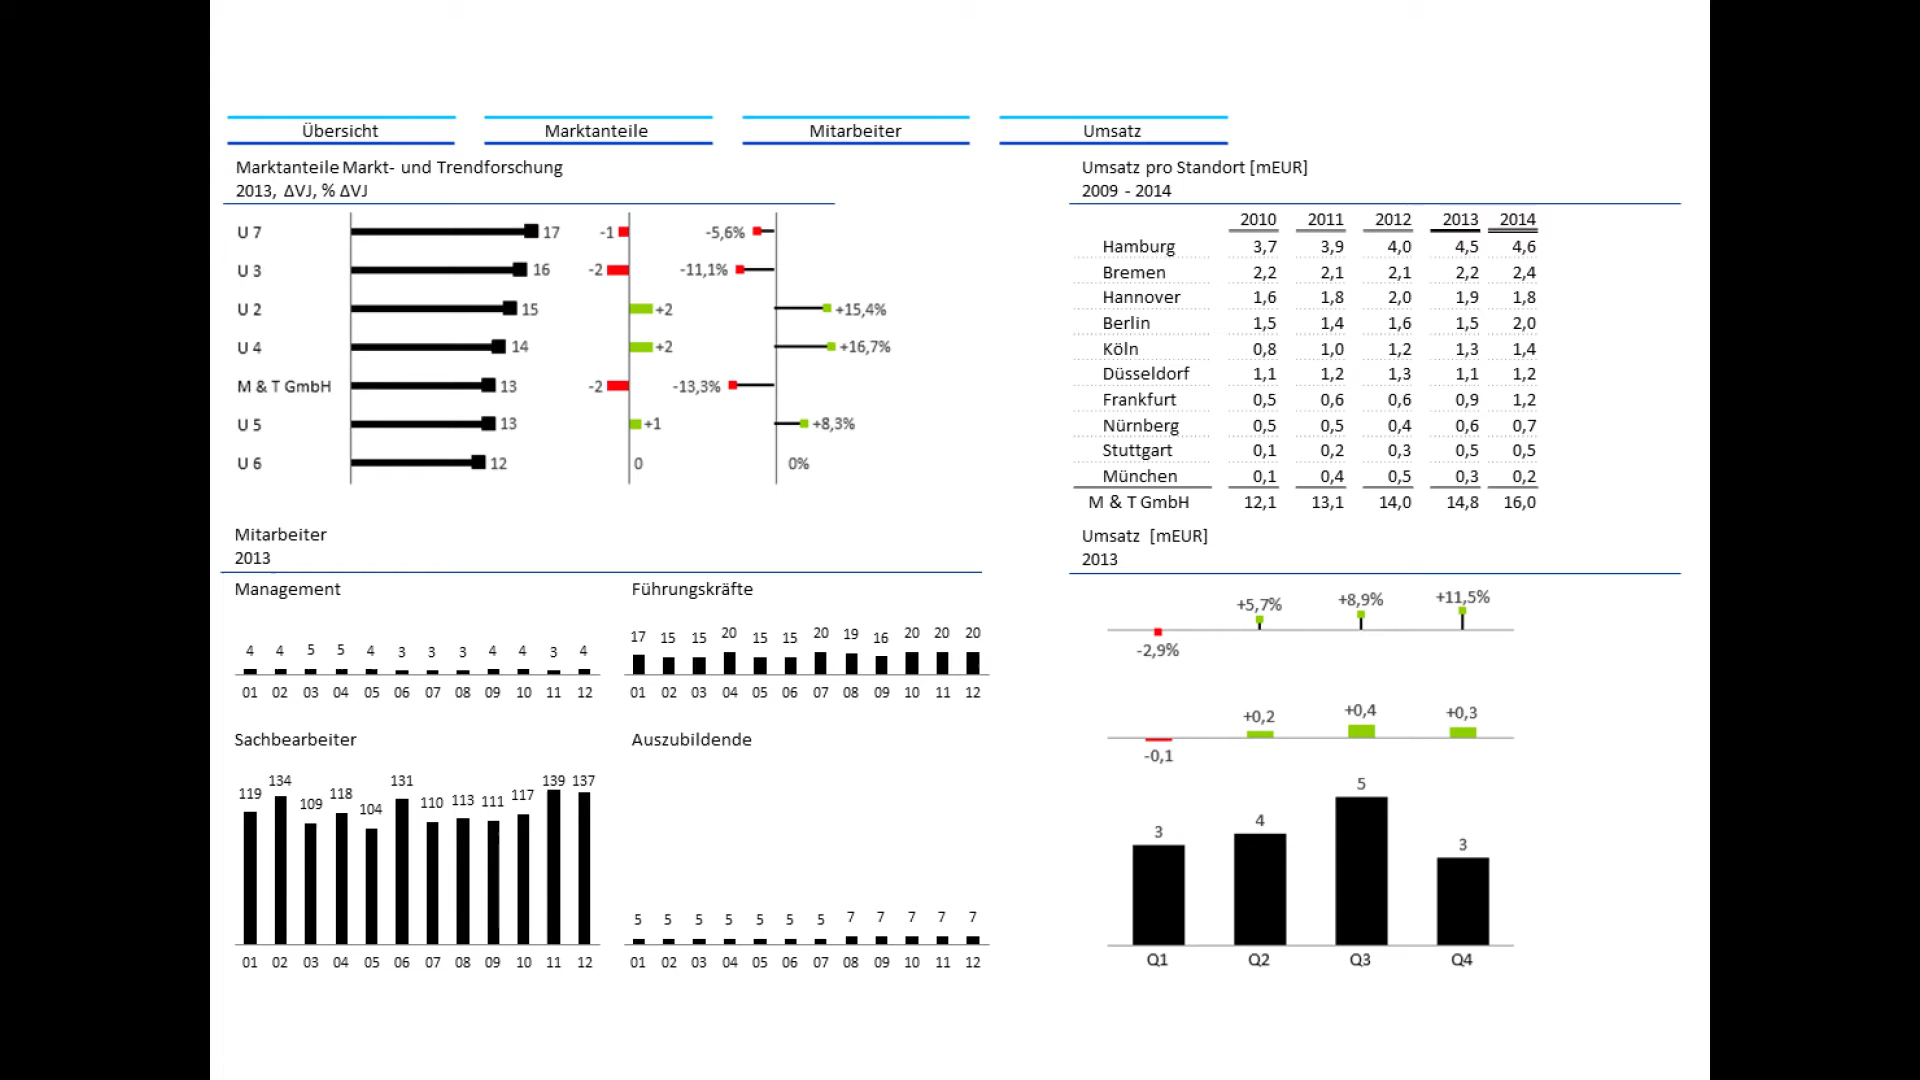 Übersicht Marktanteile Mitarbeiter Umsatz
Marktanteile Markt- und Trendforschung
2013, ΔVJ, % ΔVJ
U 7 17 -1 -5,6%
U 3 16 -2 -11,1%
U 2 15 +2 +15,4%
U 4 14 +2 +16,7%
M & T GmbH 13 -2 -13,3%
U 5 13 +1 +8,3%
U 6 12 0 0%
Umsatz pro Standort [mEUR]
2009 - 2014
2010 2011 2012 2013 2014
Hamburg 3,7 3,9 4,0 4,5 4,6
Bremen 2,2 2,1 2,1 2,2 2,4
Hannover 1,6 1,8 2,0 1,9 1,8
Berlin 1,5 1,4 1,6 1,5 2,0
Köln 0,8 1,0 1,2 1,3 1,4
Düsseldorf 1,1 1,2 1,3 1,1 1,2
Frankfurt 0,5 0,6 0,6 0,9 1,2
Nürnberg 0,5 0,5 0,4 0,6 0,7
Stuttgart 0,1 0,2 0,3 0,5 0,5
München 0,1 0,4 0,5 0,3 0,2
M & T GmbH 12,1 13,1 14,0 14,8 16,0
Mitarbeiter
2013
Management
4 4 5 5 4 3 3 3 4 4 3 4
01 02 03 04 05 06 07 08 09 10 11 12
Führungskräfte
17 15 15 20 15 15 20 19 16 20 20 20
01 02 03 04 05 06 07 08 09 10 11 12
Sachbearbeiter
119 134 109 118 104 131 110 113 111 117 139 137
01 02 03 04 05 06 07 08 09 10 11 12
Auszubildende
5 5 5 5 5 5 5 7 7 7 7 7
01 02 03 04 05 06 07 08 09 10 11 12
Umsatz [mEUR]
2013
-2,9% +5,7% +8,9% +11,5%
-0,1 +0,2 +0,4 +0,3
3 4 5 3
Q1 Q2 Q3 Q4